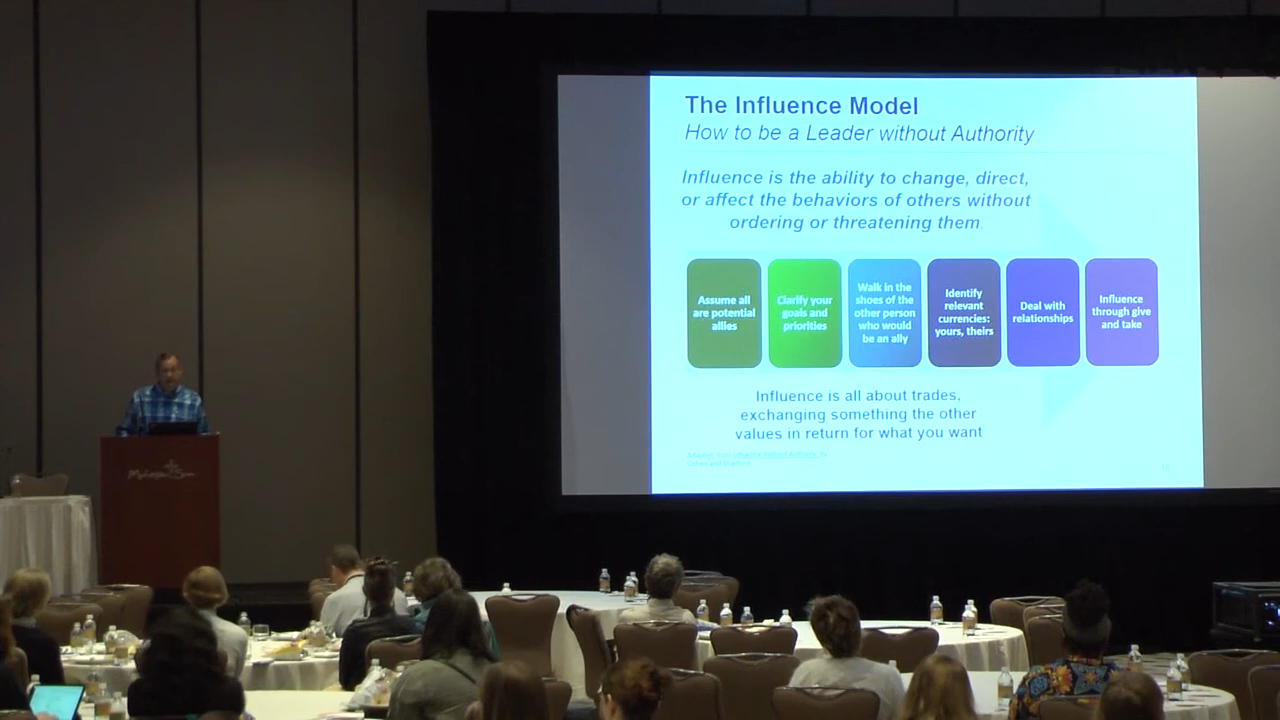 The Influence Model
How to be a Leader without Authority
Influence is the ability to change, direct,
or affect the behaviors of others without
ordering or threatening them.
Assume all
are potential
allies
Clarify your
goals and
priorities
Walk in the
shoes of the
other person
who would
be an ally
Identify
relevant
currencies:
yours, theirs
Deal with
relationships
Influence
through give
and take
Influence is all about trades,
exchanging something the other
values in return for what you want